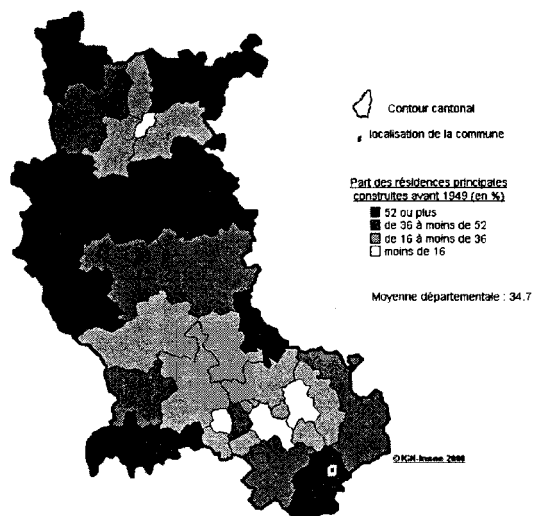 Contour cantonal
localisation de la commune
Part des résidences principales
construites avant 1949 (en %)
52 ou plus
de 36 à moins de 52
de 16 à moins de 36
moins de 16
Moyenne départementale : 34.7
©IGN-Insee 2000